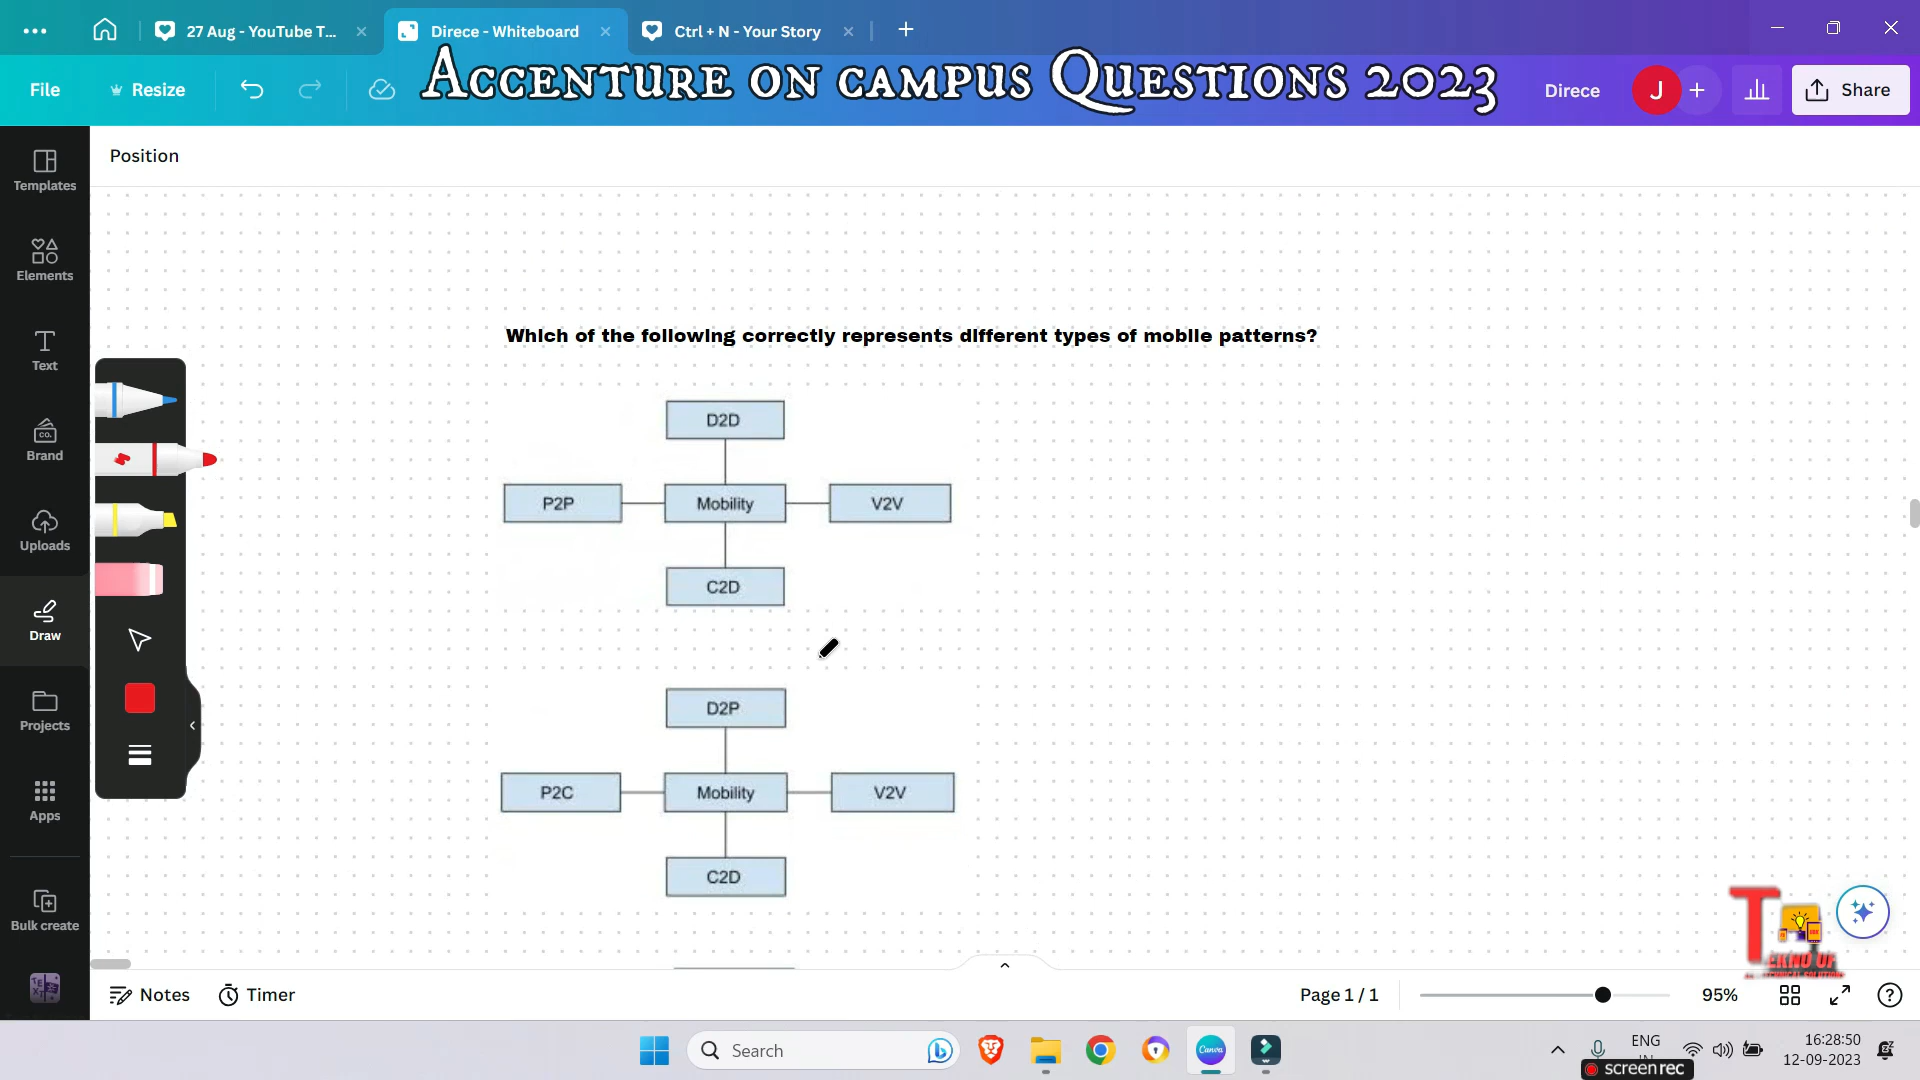 27 Aug - YouTube T...
Direce - Whiteboard
Ctrl + N - Your Story
File
Resize
Accenture on campus Questions 2023
Direce
J
Share
Position
Templates
Elements
Text
Brand
Uploads
Draw
Projects
Apps
Bulk create
Which of the following correctly represents different types of mobile patterns?
D2D
P2P
Mobility
V2V
C2D
D2P
P2C
Mobility
V2V
C2D
Notes
Timer
Page 1 / 1
95%
Search
Canva
ENG
16:28:50
12-09-2023
screenrec